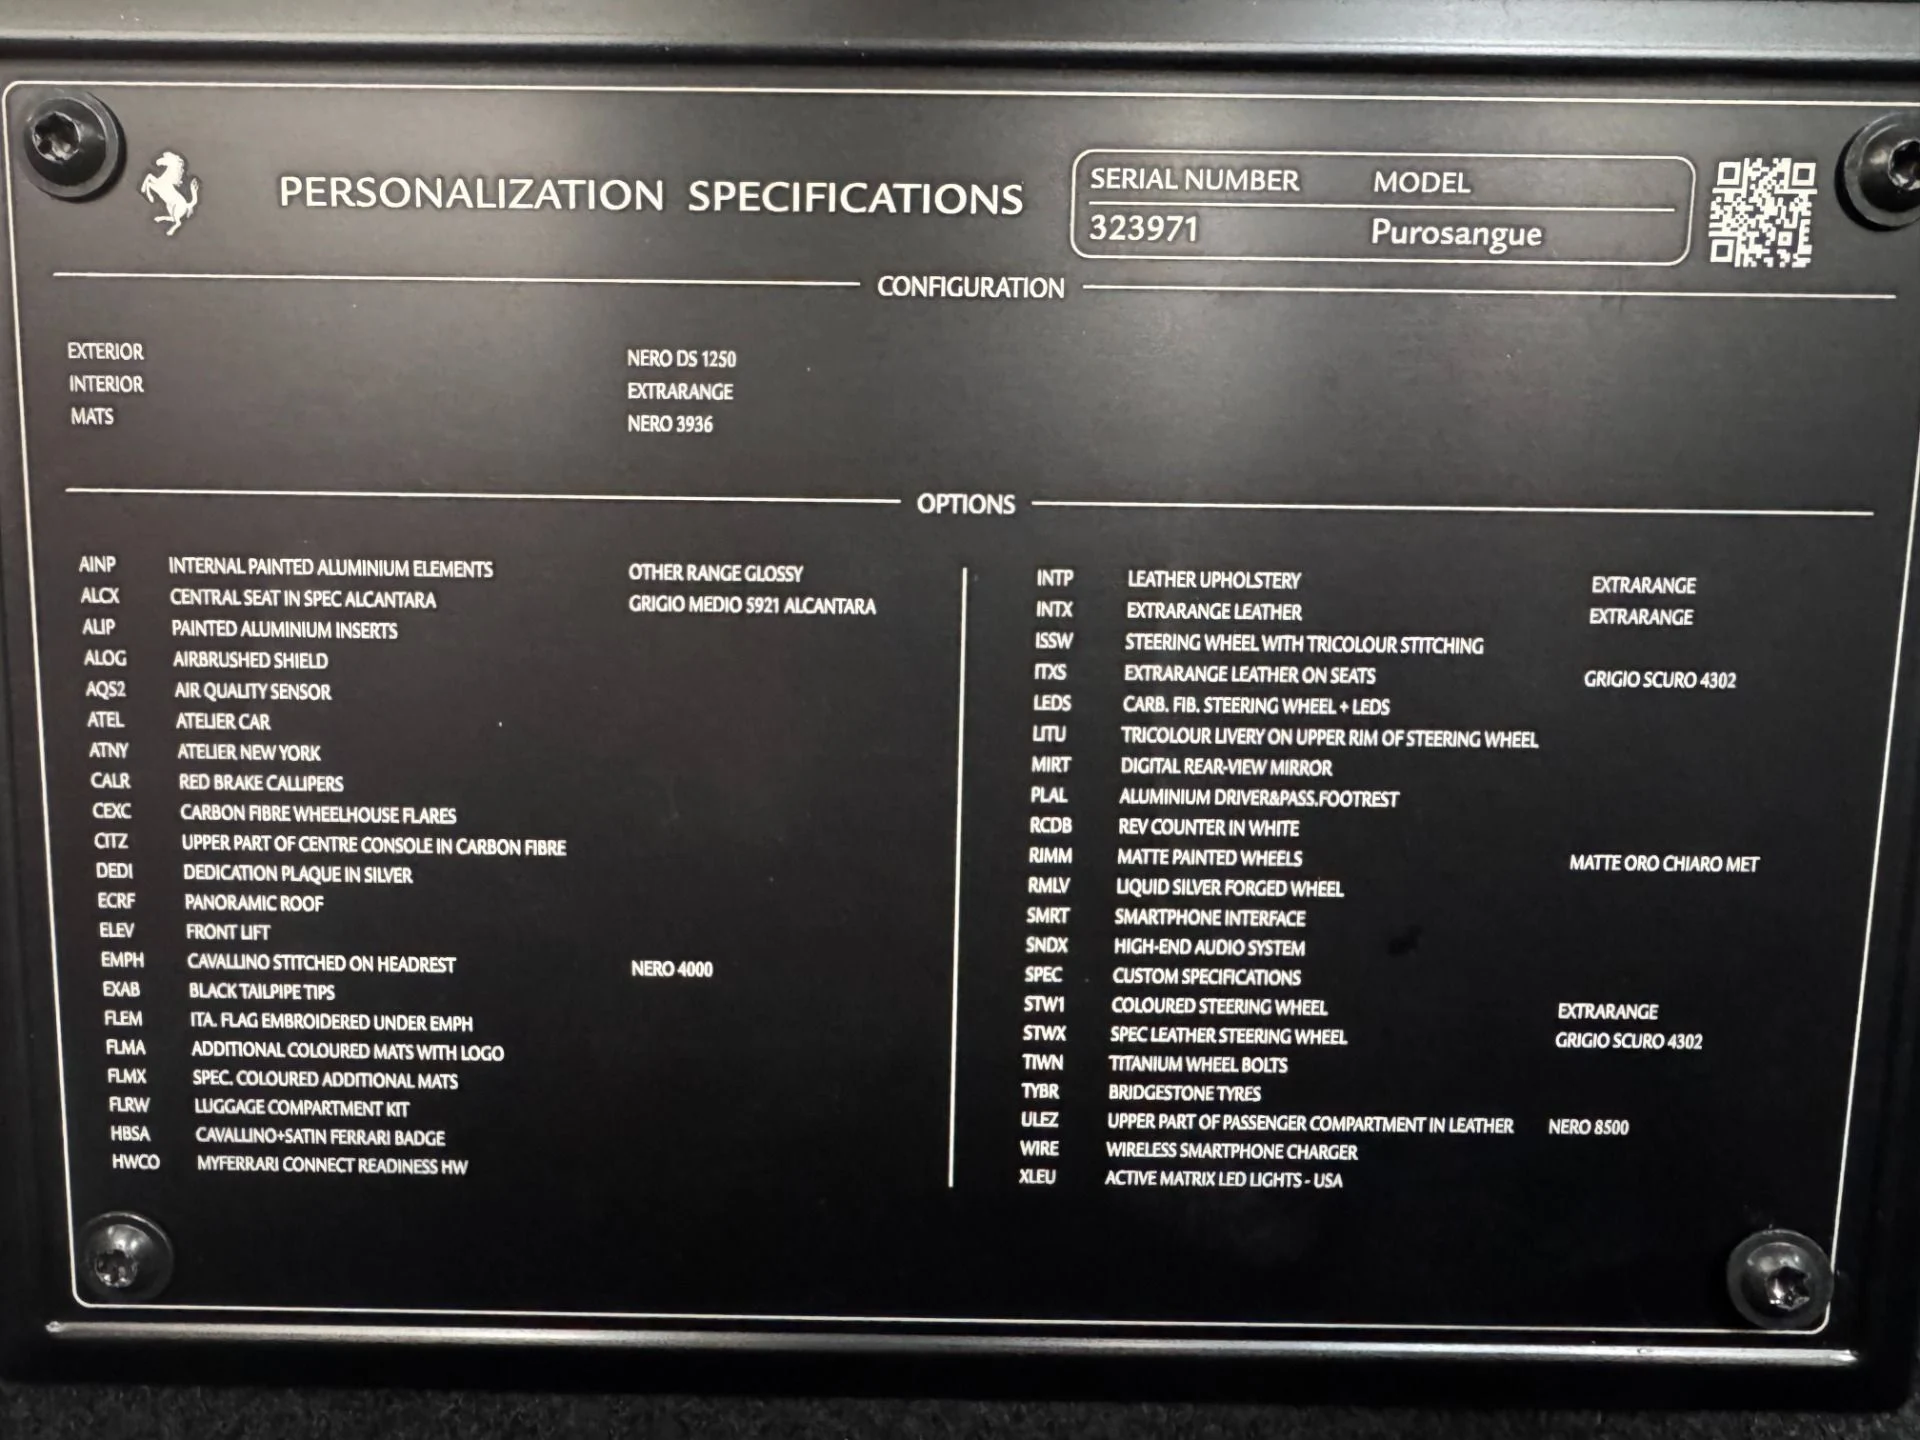 PERSONALIZATION SPECIFICATIONS
SERIAL NUMBER MODEL
323971 Purosangue
CONFIGURATION
EXTERIOR NERO DS 1250
INTERIOR EXTRARANGE
MATS NERO 3936
OPTIONS
AINP INTERNAL PAINTED ALUMINIUM ELEMENTS OTHER RANGE GLOSSY
ALCX CENTRAL SEAT IN SPEC ALCANTARA GRIGIO MEDIO 5921 ALCANTARA
ALIP PAINTED ALUMINIUM INSERTS
ALOG AIRBRUSHED SHIELD
AQS2 AIR QUALITY SENSOR
ATEL ATELIER CAR
ATNY ATELIER NEW YORK
CALR RED BRAKE CALLIPERS
CEXC CARBON FIBRE WHEELHOUSE FLARES
CITZ UPPER PART OF CENTRE CONSOLE IN CARBON FIBRE
DEDI DEDICATION PLAQUE IN SILVER
ECRF PANORAMIC ROOF
ELEV FRONT LIFT
EMPH CAVALLINO STITCHED ON HEADREST NERO 4000
EXAB BLACK TAILPIPE TIPS
FLEM ITA. FLAG EMBROIDERED UNDER EMPH
FLMA ADDITIONAL COLOURED MATS WITH LOGO
FLMX SPEC. COLOURED ADDITIONAL MATS
FLRW LUGGAGE COMPARTMENT KIT
HBSA CAVALLINO+SATIN FERRARI BADGE
HWCO MYFERRARI CONNECT READINESS HW
INTP LEATHER UPHOLSTERY EXTRARANGE
INTX EXTRARANGE LEATHER EXTRARANGE
ISSW STEERING WHEEL WITH TRICOLOUR STITCHING
ITXS EXTRARANGE LEATHER ON SEATS GRIGIO SCURO 4302
LEDS CARB. FIB. STEERING WHEEL + LEDS
LITU TRICOLOUR LIVERY ON UPPER RIM OF STEERING WHEEL
MIRT DIGITAL REAR-VIEW MIRROR
PLAL ALUMINIUM DRIVER&PASS.FOOTREST
RCDB REV COUNTER IN WHITE
RIMM MATTE PAINTED WHEELS MATTE ORO CHIARO MET
RMLV LIQUID SILVER FORGED WHEEL
SMRT SMARTPHONE INTERFACE
SNDX HIGH-END AUDIO SYSTEM
SPEC CUSTOM SPECIFICATIONS
STW1 COLOURED STEERING WHEEL EXTRARANGE
STWX SPEC LEATHER STEERING WHEEL GRIGIO SCURO 4302
TIWN TITANIUM WHEEL BOLTS
TYBR BRIDGESTONE TYRES
ULEZ UPPER PART OF PASSENGER COMPARTMENT IN LEATHER NERO 8500
WIRE WIRELESS SMARTPHONE CHARGER
XLEU ACTIVE MATRIX LED LIGHTS - USA